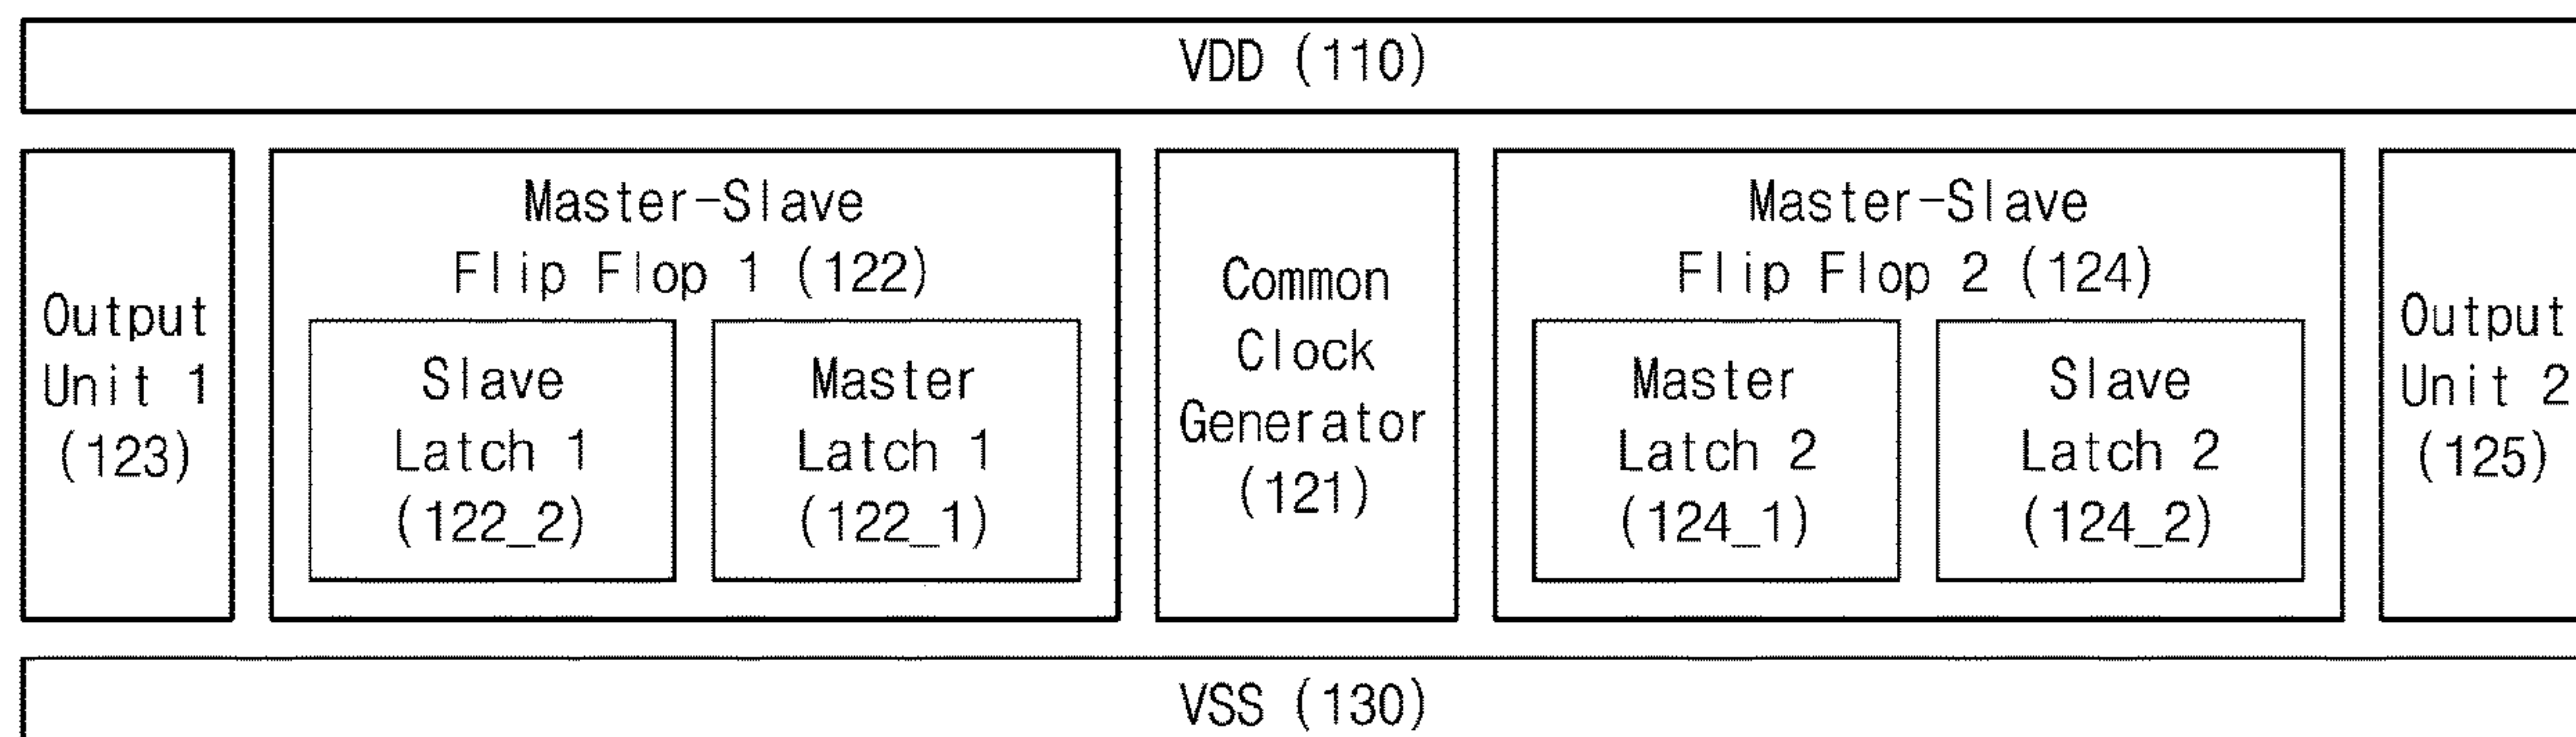 VDD (110)
Output
Unit 1
(123)
Master-Slave
Flip Flop 1 (122)
Slave
Latch 1
(122_2)
Master
Latch 1
(122_1)
Common
Clock
Generator
(121)
Master-Slave
Flip Flop 2 (124)
Master
Latch 2
(124_1)
Slave
Latch 2
(124_2)
Output
Unit 2
(125)
VSS (130)